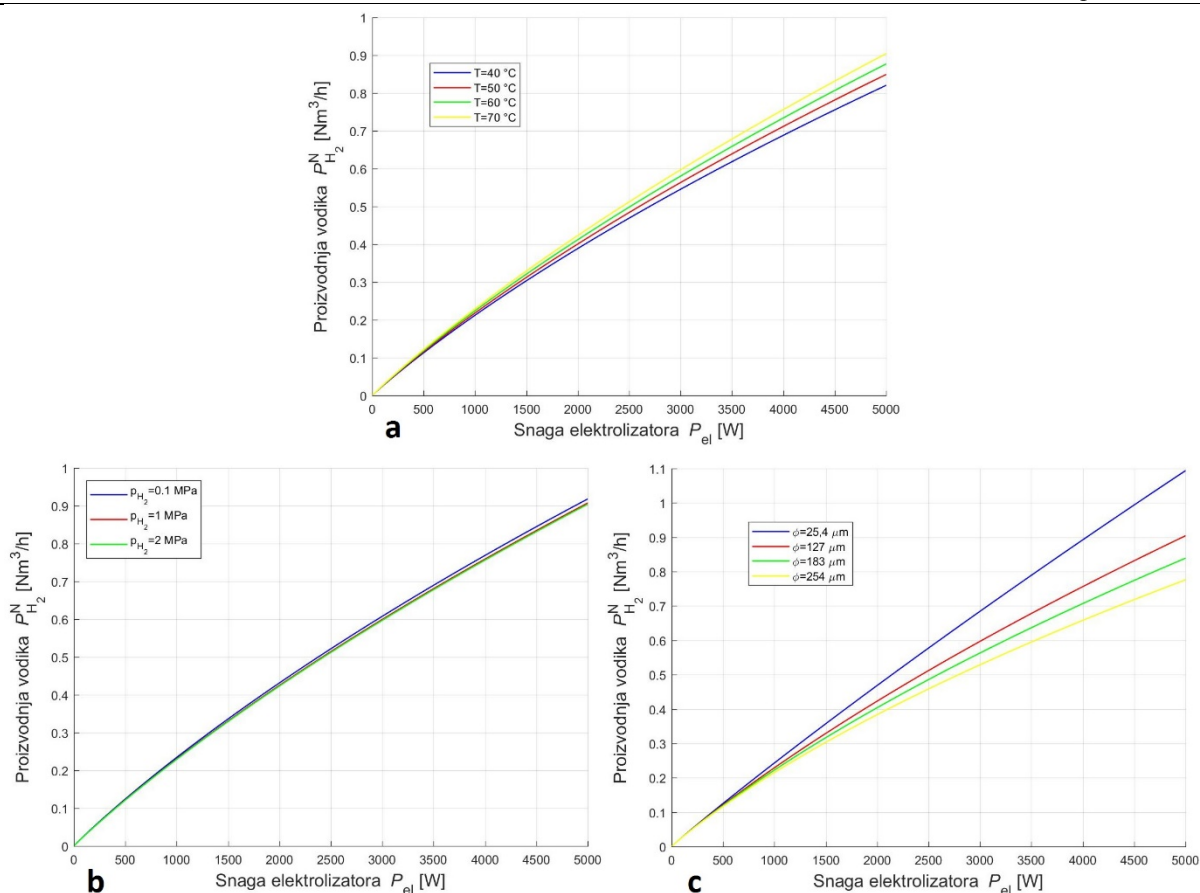 1
0.9
0.8
0.7
0.6
0.5
0.4
0.3
0.2
0.1
0
Proizvodnja vodika P^N_H2 [Nm³/h]
T=40 °C
T=50 °C
T=60 °C
T=70 °C
0 500 1000 1500 2000 2500 3000 3500 4000 4500 5000
Snaga elektrolizatora P_el [W]
a
1
0.9
0.8
0.7
0.6
0.5
0.4
0.3
0.2
0.1
0
Proizvodnja vodika P^N_H2 [Nm³/h]
p_H2=0.1 MPa
p_H2=1 MPa
p_H2=2 MPa
0 500 1000 1500 2000 2500 3000 3500 4000 4500 5000
Snaga elektrolizatora P_el [W]
b
1.1
1
0.9
0.8
0.7
0.6
0.5
0.4
0.3
0.2
0.1
0
Proizvodnja vodika P^N_H2 [Nm³/h]
ϕ=25,4 μm
ϕ=127 μm
ϕ=183 μm
ϕ=254 μm
0 500 1000 1500 2000 2500 3000 3500 4000 4500 5000
Snaga elektrolizatora P_el [W]
c